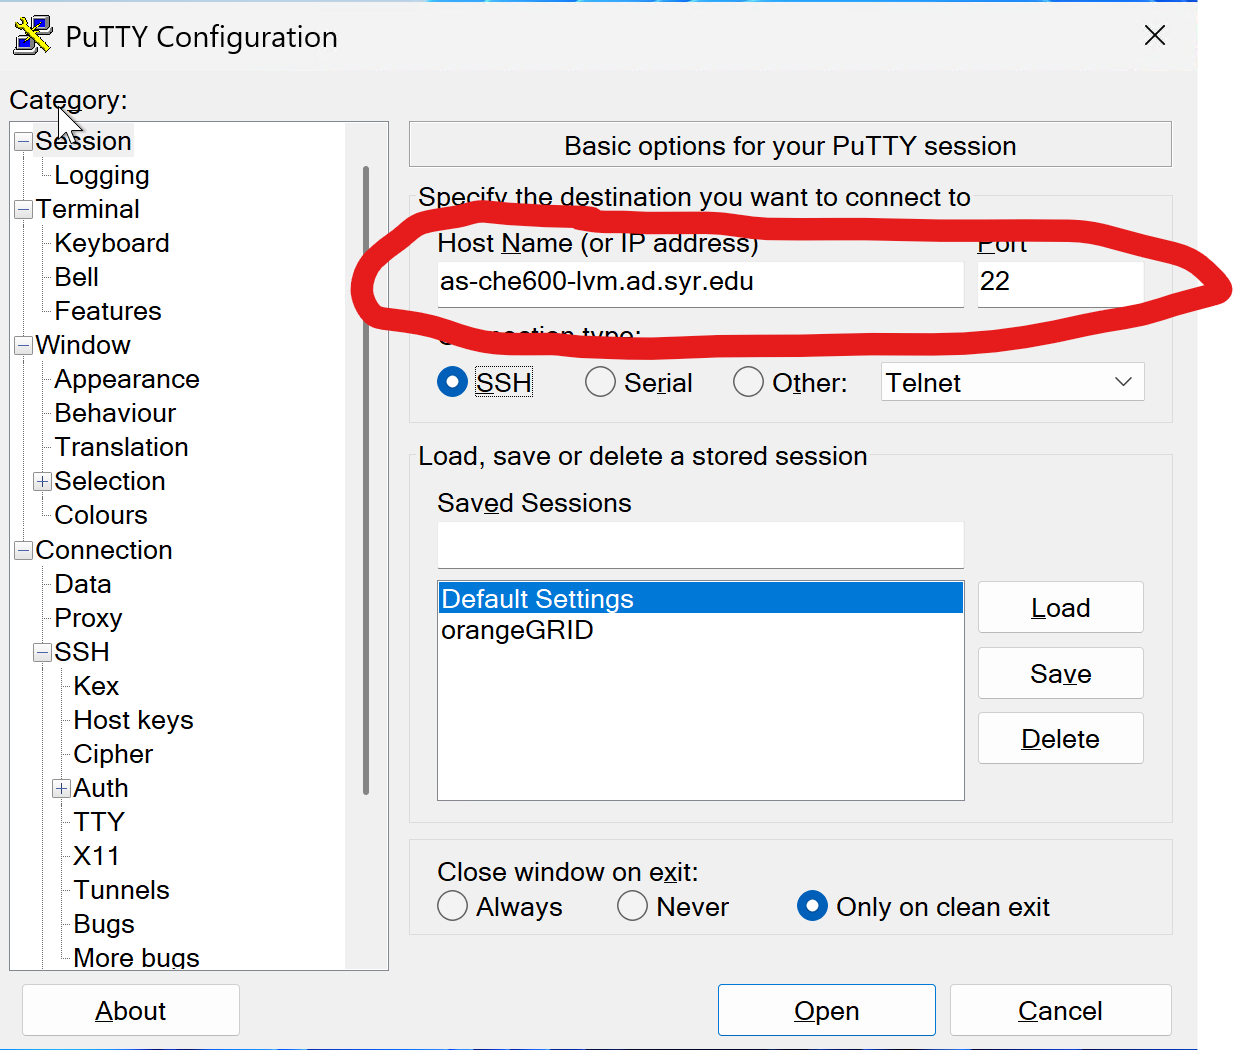 PuTTY Configuration
Category:
Session
Logging
Terminal
Keyboard
Bell
Features
Window
Appearance
Behaviour
Translation
Selection
Colours
Connection
Data
Proxy
SSH
Kex
Host keys
Cipher
Auth
TTY
X11
Tunnels
Bugs
More bugs
Basic options for your PuTTY session
Specify the destination you want to connect to
Host Name (or IP address) Port
as-che600-lvm.ad.syr.edu 22
Connection type:
SSH Serial Other: Telnet
Load, save or delete a stored session
Saved Sessions
Default Settings
orangeGRID
Load
Save
Delete
Close window on exit:
Always Never Only on clean exit
About Open Cancel